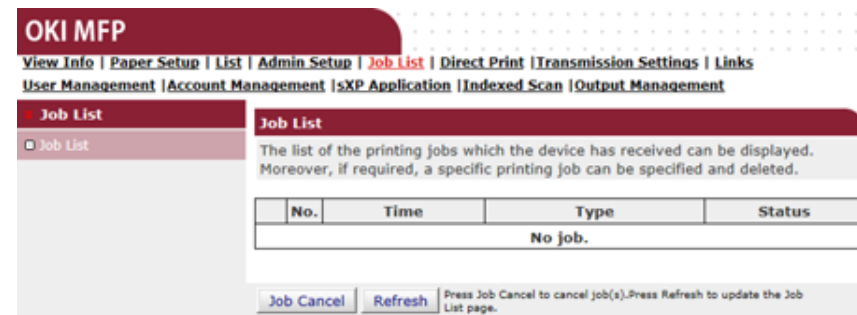 OKI MFP
View Info | Paper Setup | List | Admin Setup | Job List | Direct Print |Transmission Settings | Links
User Management |Account Management |sXP Application |Indexed Scan |Output Management
Job List
Job List
Job List
The list of the printing jobs which the device has received can be displayed.
Moreover, if required, a specific printing job can be specified and deleted.
No. Time Type Status
No job.
Job Cancel Refresh Press Job Cancel to cancel job(s).Press Refresh to update the Job
List page.